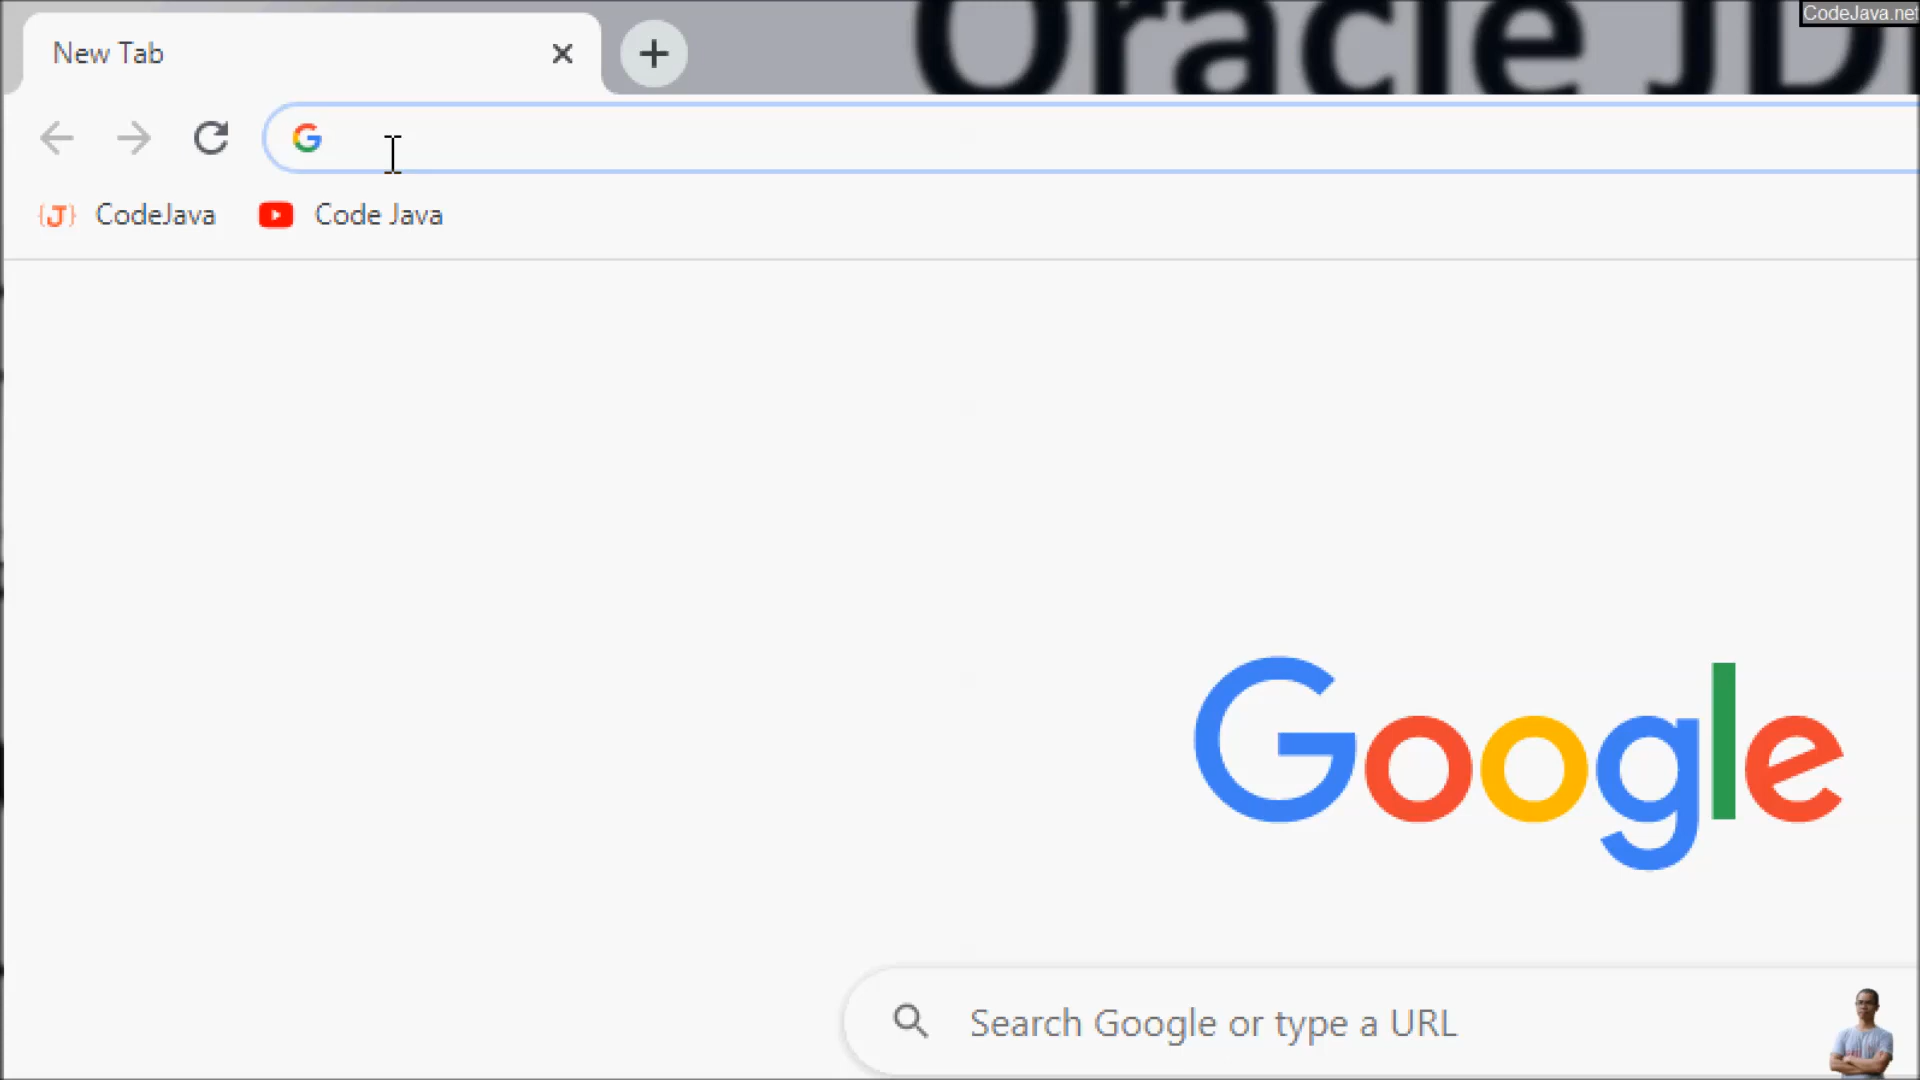 Oracle JD
CodeJava.net
New Tab
CodeJava
Code Java
Google
Search Google or type a URL